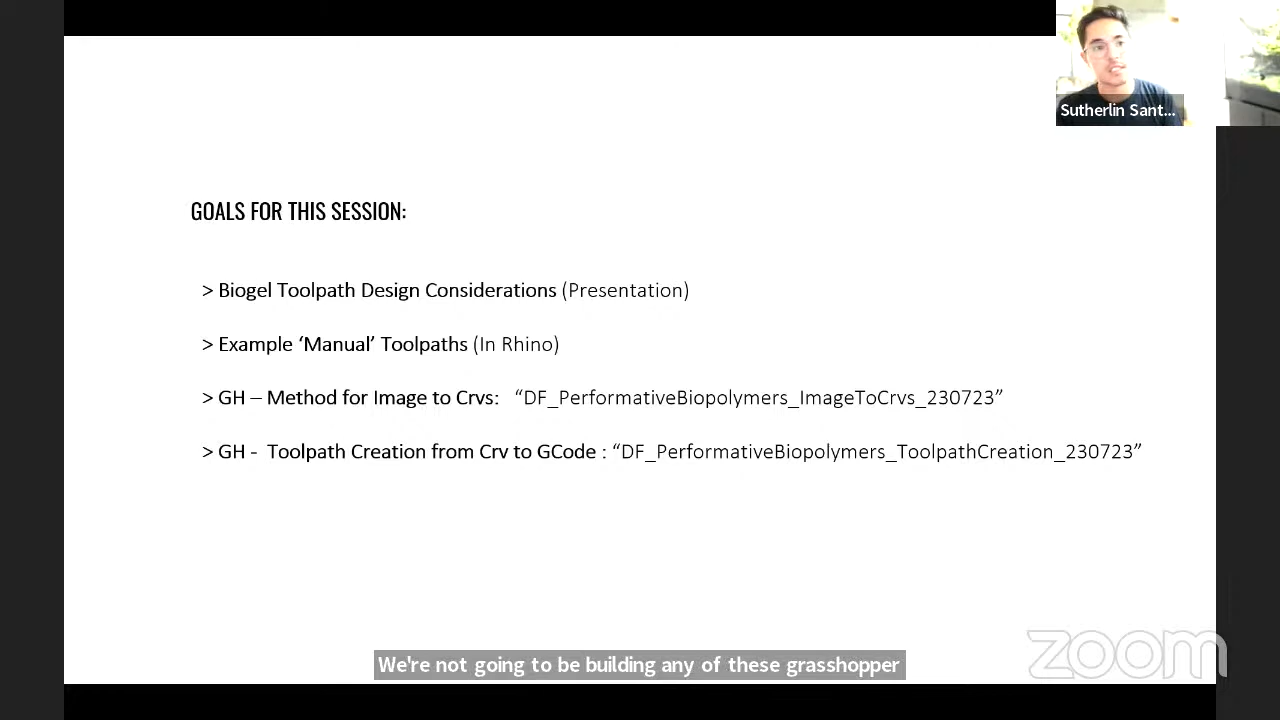 Sutherlin Sant...
GOALS FOR THIS SESSION:
> Biogel Toolpath Design Considerations (Presentation)
> Example ‘Manual’ Toolpaths (In Rhino)
> GH – Method for Image to Crvs: “DF_PerformativeBiopolymers_ImageToCrvs_230723”
> GH - Toolpath Creation from Crv to GCode : “DF_PerformativeBiopolymers_ToolpathCreation_230723”
We're not going to be building any of these grasshopper
zoom